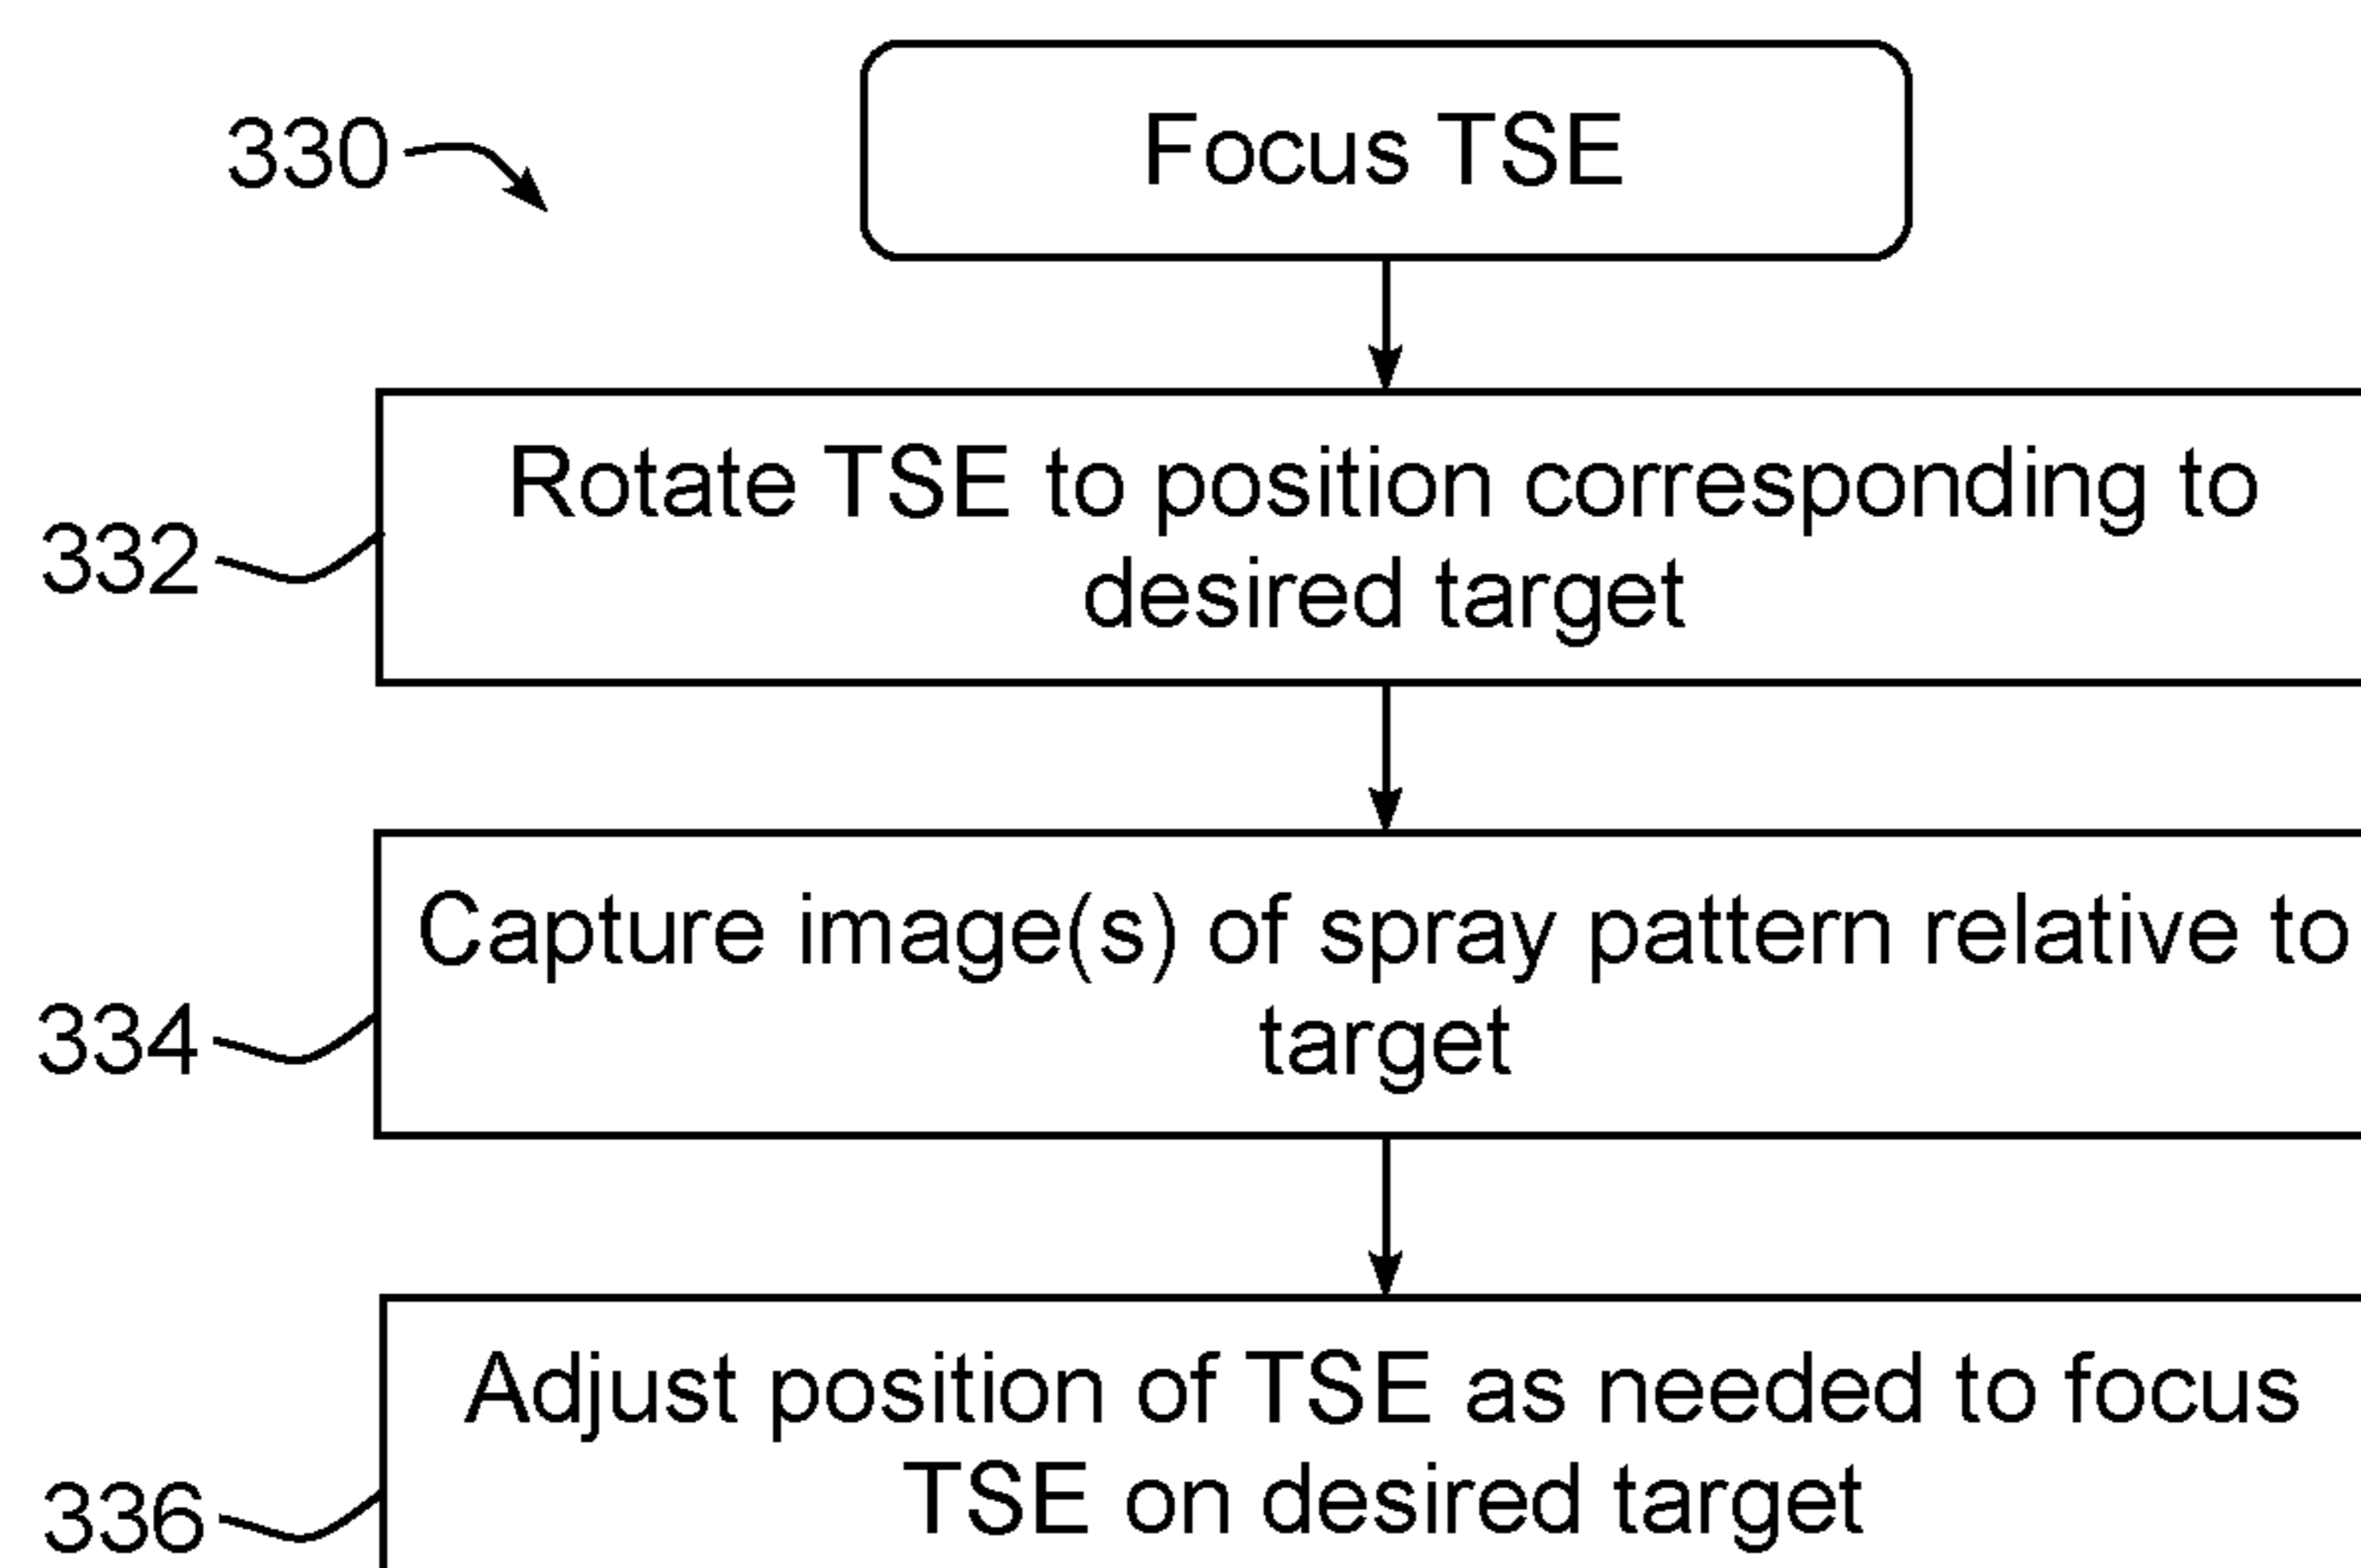 330
Focus TSE
Rotate TSE to position corresponding to
desired target
332
Capture image(s) of spray pattern relative to
target
334
Adjust position of TSE as needed to focus
TSE on desired target
336